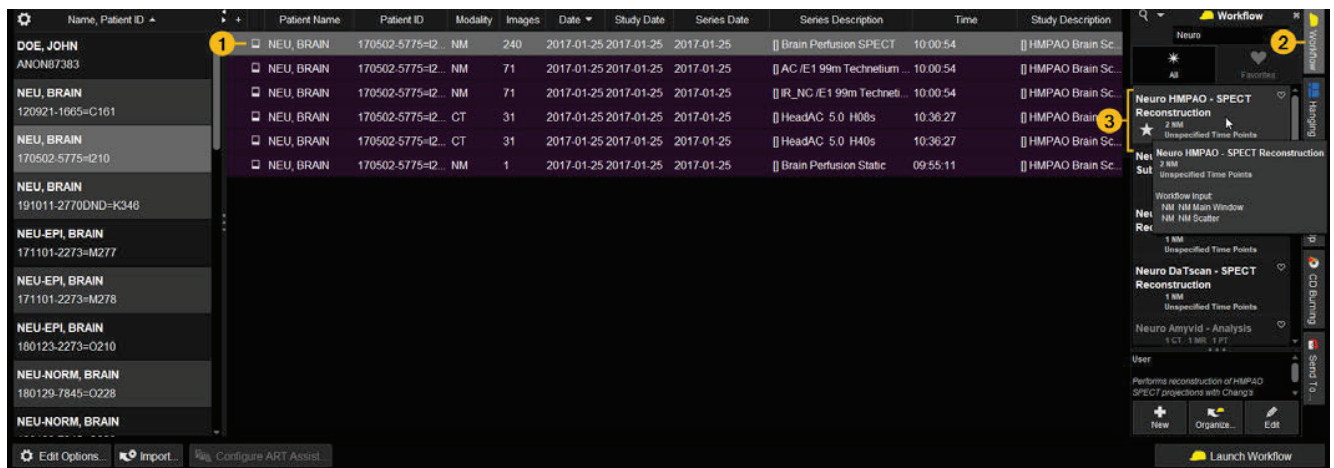 Name, Patient ID
+ Patient Name Patient ID Modality Images Date Study Date Series Date Series Description Time Study Description
DOE, JOHN
ANON87383
NEU, BRAIN
120921-1665=C161
NEU, BRAIN
170502-5775=I210
NEU, BRAIN
191011-2770DND=K346
NEU-EPI, BRAIN
171101-2273=M277
NEU-EPI, BRAIN
171101-2273=M278
NEU-EPI, BRAIN
180123-2273=O210
NEU-NORM, BRAIN
180129-7845=O228
NEU-NORM, BRAIN
1
NEU, BRAIN 170502-5775=I2... NM 240 2017-01-25 2017-01-25 2017-01-25 [] Brain Perfusion SPECT 10:00:54 [] HMPAO Brain Sc...
NEU, BRAIN 170502-5775=I2... NM 71 2017-01-25 2017-01-25 2017-01-25 [] AC /E1 99m Technetium ... 10:00:54 [] HMPAO Brain Sc...
NEU, BRAIN 170502-5775=I2... NM 71 2017-01-25 2017-01-25 2017-01-25 [] IR_NC /E1 99m Techneti... 10:00:54 [] HMPAO Brain Sc...
NEU, BRAIN 170502-5775=I2... CT 31 2017-01-25 2017-01-25 2017-01-25 [] HeadAC 5.0 H08s 10:36:27 [] HMPAO Brain
NEU, BRAIN 170502-5775=I2... CT 31 2017-01-25 2017-01-25 2017-01-25 [] HeadAC 5.0 H40s 10:36:27 [] HMPAO Brain Sc...
NEU, BRAIN 170502-5775=I2... NM 1 2017-01-25 2017-01-25 2017-01-25 [] Brain Perfusion Static 09:55:11 [] HMPAO Brain Sc...
Workflow
Neuro
2
All Favorites
3
Neuro HMPAO - SPECT
Reconstruction
2 NM
Unspecified Time Points
Neuro HMPAO - SPECT Reconstruction
2 NM
Unspecified Time Points
Workflow Input:
NM NM Main Window
NM NM Scatter
Neu
Sub
Neu
Rec
1 NM
Unspecified Time Points
Neuro DaTscan - SPECT
Reconstruction
1 NM
Unspecified Time Points
Neuro Amyvid - Analysis
1 CT 1 MR 1 PT
User
Performs reconstruction of HMPAO
SPECT projections with Chang's
New Organize... Edit
Workflow
Hanging
CD Burning
Send To...
Edit Options... Import... Configure ART Assist... Launch Workflow